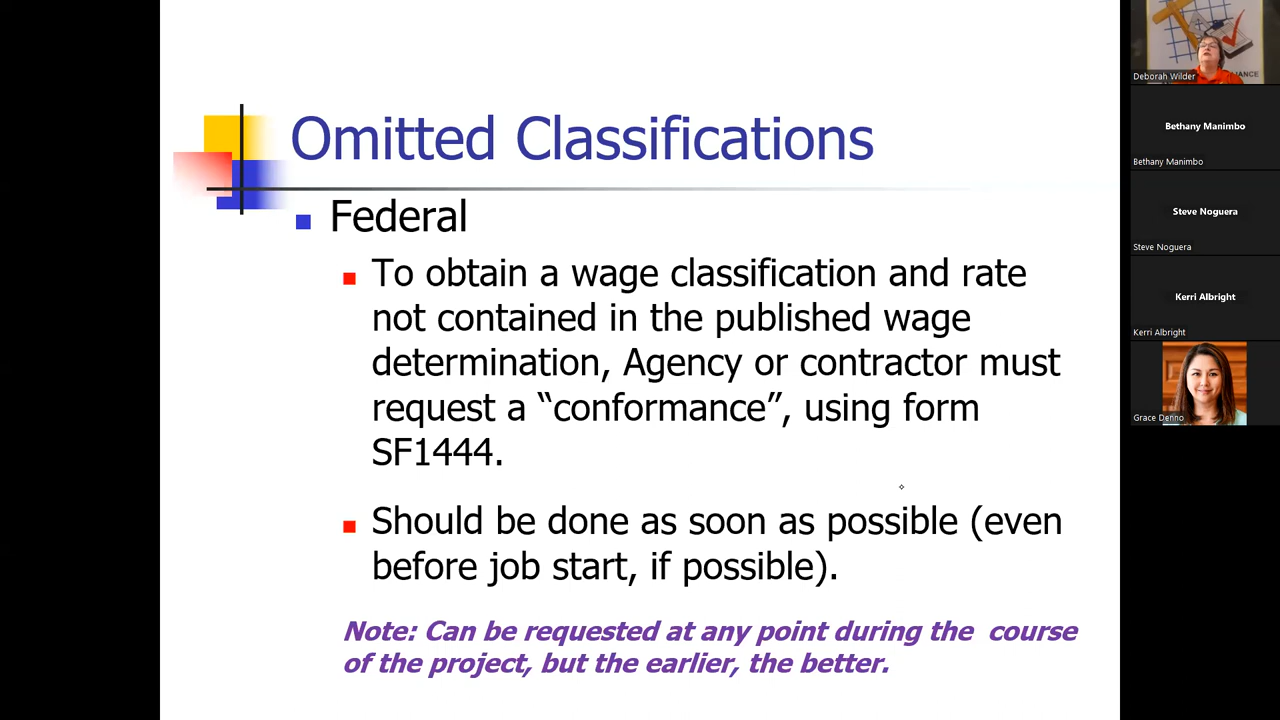 Omitted Classifications
Federal
To obtain a wage classification and rate
not contained in the published wage
determination, Agency or contractor must
request a “conformance”, using form
SF1444.
Should be done as soon as possible (even
before job start, if possible).
Note: Can be requested at any point during the course
of the project, but the earlier, the better.
IANCE
Deborah Wilder
Bethany Manimbo
Bethany Manimbo
Steve Noguera
Steve Noguera
Kerri Albright
Kerri Albright
Grace Denno